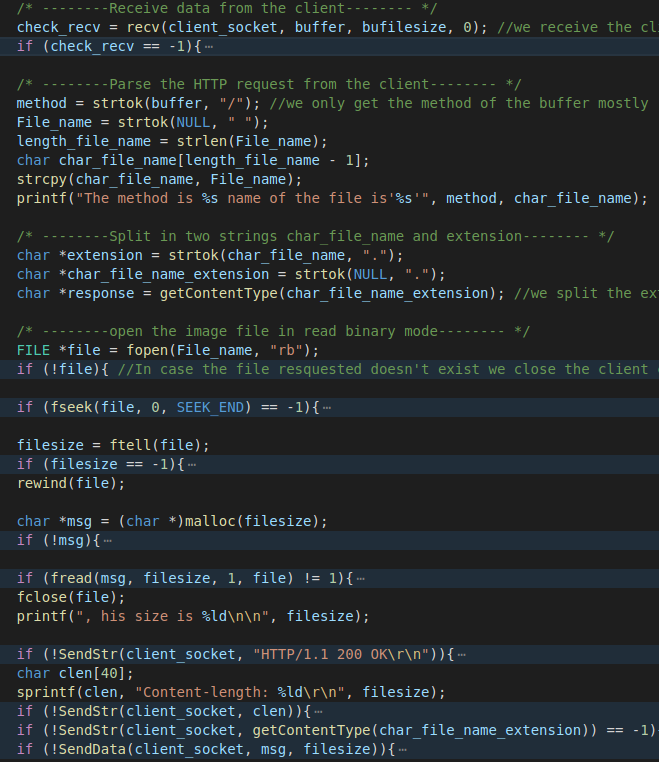 /* --------Receive data from the client-------- */
check_recv = recv(client_socket, buffer, bufilesize, 0); //we receive the cli
if (check_recv == -1){⋯
/* --------Parse the HTTP request from the client-------- */
method = strtok(buffer, "/"); //we only get the method of the buffer mostly
File_name = strtok(NULL, " ");
length_file_name = strlen(File_name);
char char_file_name[length_file_name - 1];
strcpy(char_file_name, File_name);
printf("The method is %s name of the file is'%s'", method, char_file_name);
/* --------Split in two strings char_file_name and extension-------- */
char *extension = strtok(char_file_name, ".");
char *char_file_name_extension = strtok(NULL, ".");
char *response = getContentType(char_file_name_extension); //we split the ext
/* --------open the image file in read binary mode-------- */
FILE *file = fopen(File_name, "rb");
if (!file){ //In case the file resquested doesn't exist we close the client
if (fseek(file, 0, SEEK_END) == -1){⋯
filesize = ftell(file);
if (filesize == -1){⋯
rewind(file);
char *msg = (char *)malloc(filesize);
if (!msg){⋯
if (fread(msg, filesize, 1, file) != 1){⋯
fclose(file);
printf(", his size is %ld\n\n", filesize);
if (!SendStr(client_socket, "HTTP/1.1 200 OK\r\n")){⋯
char clen[40];
sprintf(clen, "Content-length: %ld\r\n", filesize);
if (!SendStr(client_socket, clen)){⋯
if (!SendStr(client_socket, getContentType(char_file_name_extension)) == -1)
if (!SendData(client_socket, msg, filesize)){⋯